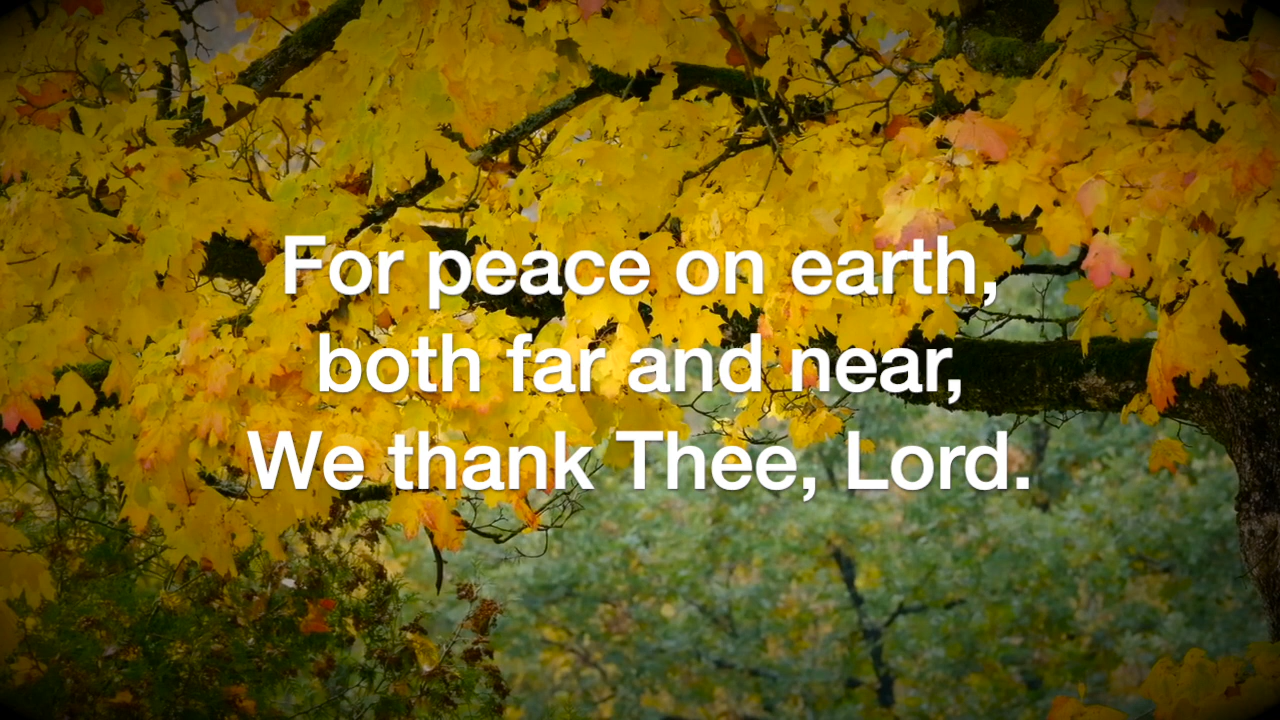 For peace on earth,
both far and near,
We thank Thee, Lord.